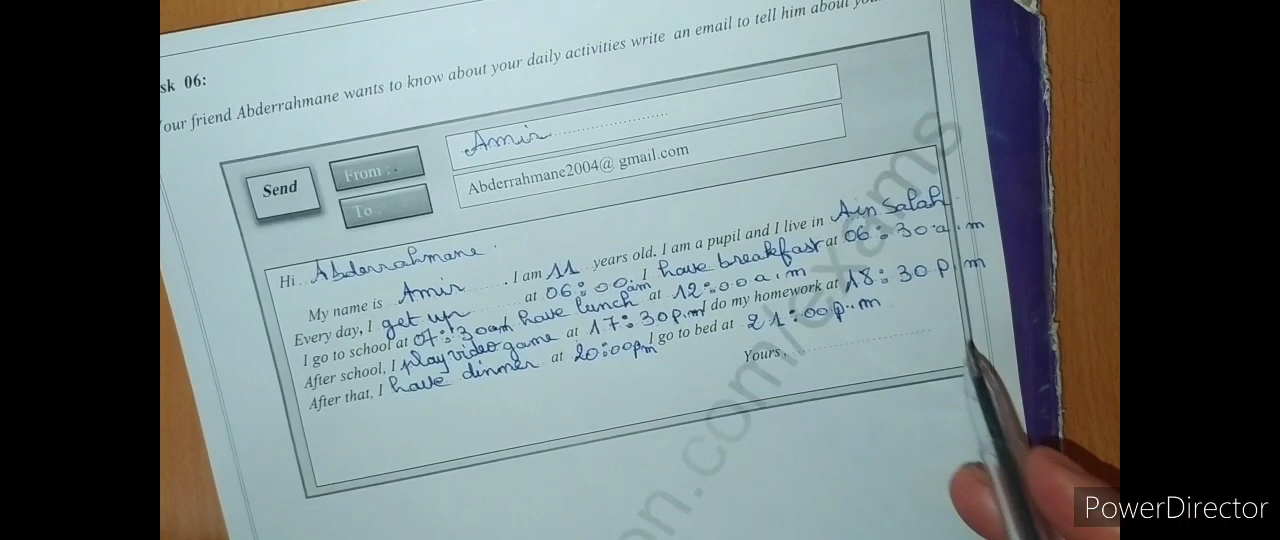 sk 06:
our friend Abderrahmane wants to know about your daily activities write an email to tell him about
Send
From : .
Amir......................
To :
Abderrahmane2004@ gmail.com
Hi.. Abderrahmane.
My name is Amir ...... . I am 11 years old. I am a pupil and I live in Ain Salah
Every day, I get up ...... at 06:00 am. I have breakfast at 06:30 a.m
I go to school at 07:30 am I have lunch at 12:00 a.m
After school, I play video game at 17:30 p.m I do my homework at 18:30 p.m
After that, I have dinner at 20:00 pm I go to bed at 21:00 p.m
Yours, ..............................
on.com/exams
PowerDirector